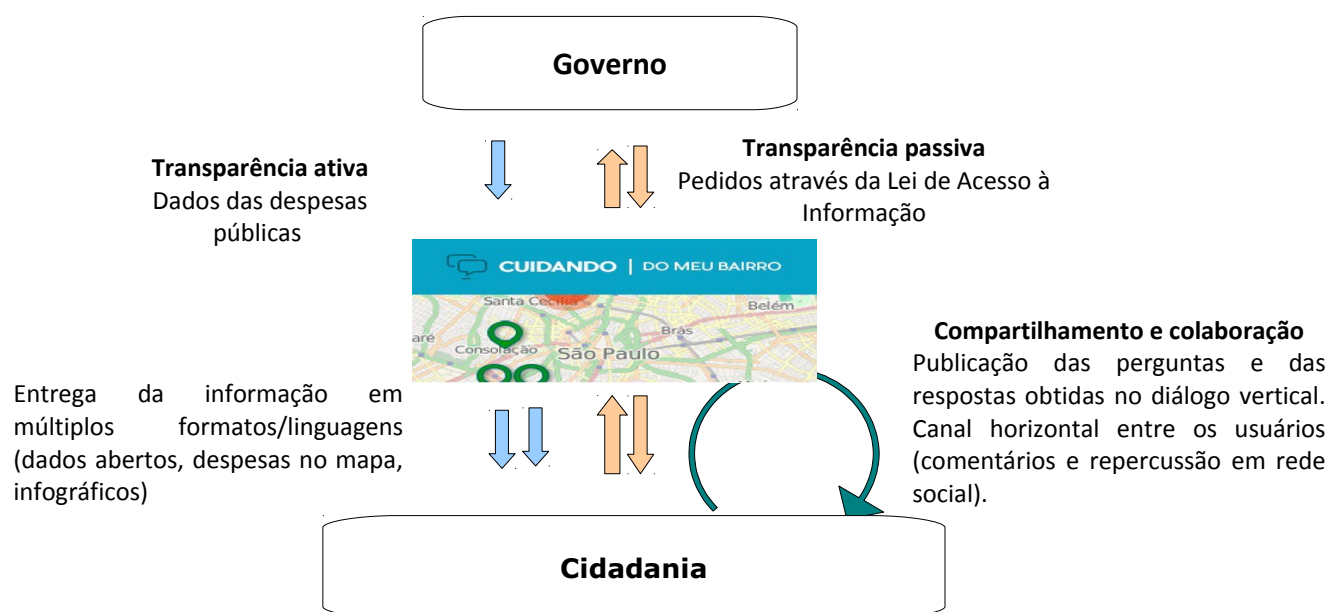 Governo
Transparência ativa
Dados das despesas
públicas
Transparência passiva
Pedidos através da Lei de Acesso à
Informação
CUIDANDO | DO MEU BAIRRO
Santa Cecília
Belém
Brás
Consolação
São Paulo
Entrega da informação em
múltiplos formatos/linguagens
(dados abertos, despesas no mapa,
infográficos)
Compartilhamento e colaboração
Publicação das perguntas e das
respostas obtidas no diálogo vertical.
Canal horizontal entre os usuários
(comentários e repercussão em rede
social).
Cidadania